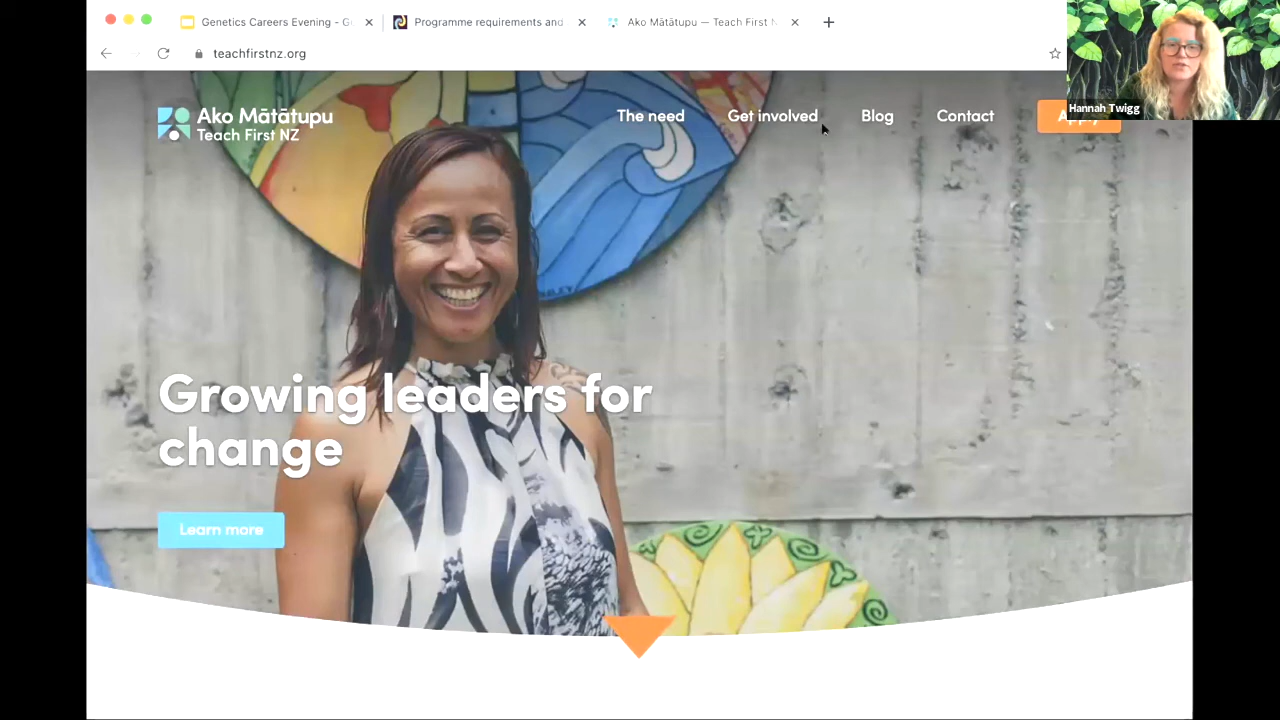 Genetics Careers Evening - G
Programme requirements and
Ako Mātātupu — Teach First N
teachfirstnz.org
Hannah Twigg
Ako Mātātupu
Teach First NZ
The need
Get involved
Blog
Contact
Growing leaders for
change
Learn more